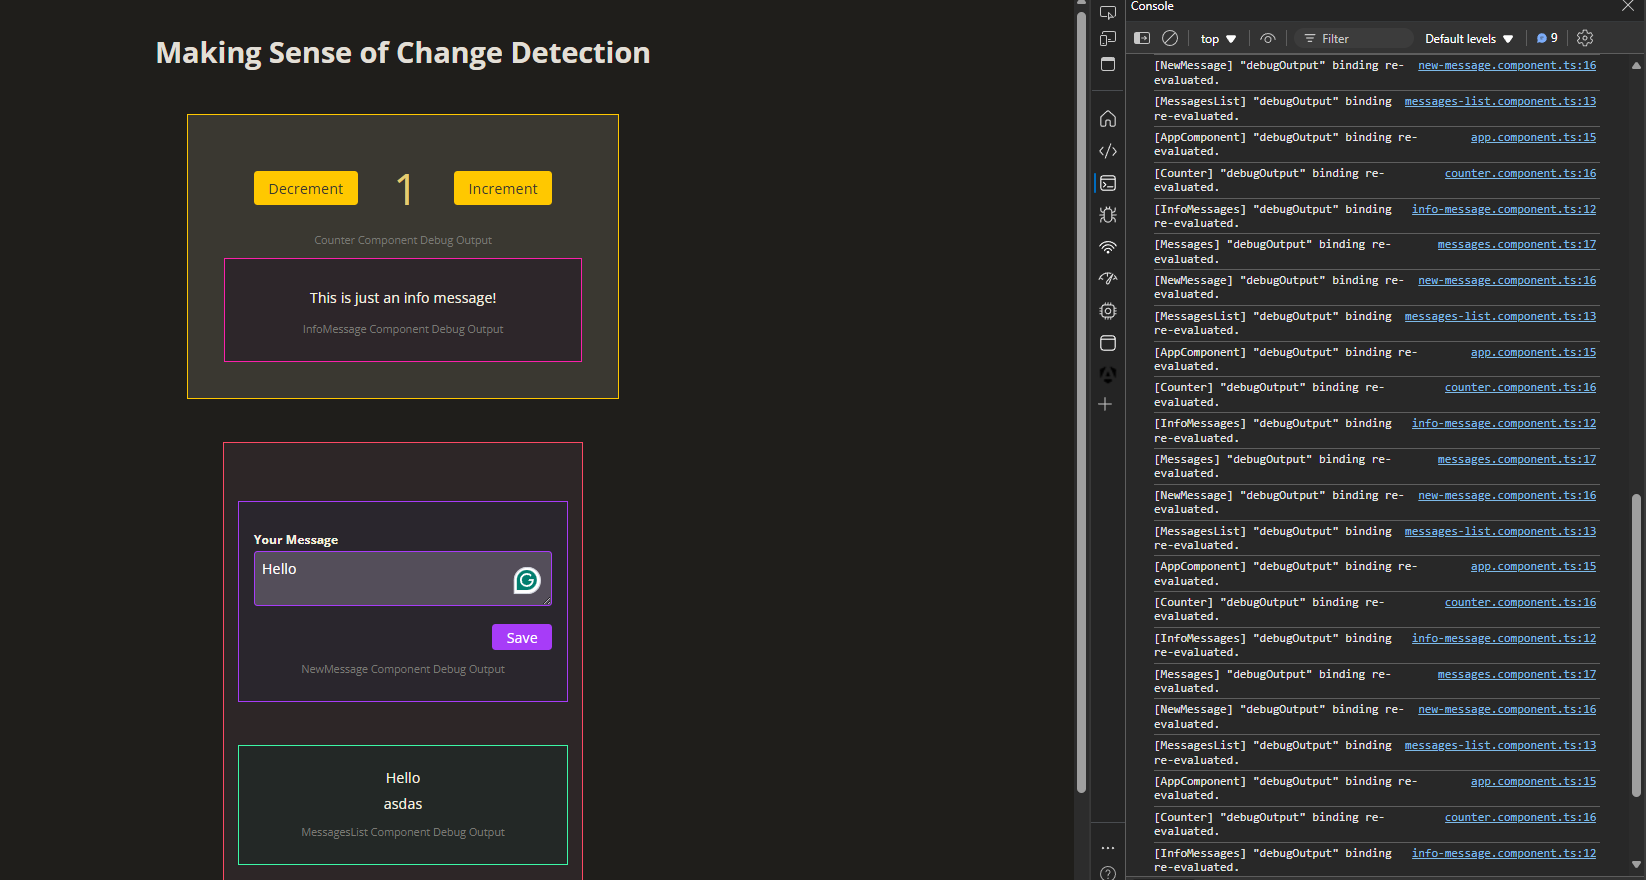 Making Sense of Change Detection
Decrement
1
Increment
Counter Component Debug Output
This is just an info message!
InfoMessage Component Debug Output
Your Message
Hello
Save
NewMessage Component Debug Output
Hello
asdas
MessagesList Component Debug Output
Console
top
Filter
Default levels
9
[NewMessage] "debugOutput" binding re- new-message.component.ts:16
evaluated.
[MessagesList] "debugOutput" binding messages-list.component.ts:13
re-evaluated.
[AppComponent] "debugOutput" binding re- app.component.ts:15
evaluated.
[Counter] "debugOutput" binding re- counter.component.ts:16
evaluated.
[InfoMessages] "debugOutput" binding info-message.component.ts:12
re-evaluated.
[Messages] "debugOutput" binding re- messages.component.ts:17
evaluated.
[NewMessage] "debugOutput" binding re- new-message.component.ts:16
evaluated.
[MessagesList] "debugOutput" binding messages-list.component.ts:13
re-evaluated.
[AppComponent] "debugOutput" binding re- app.component.ts:15
evaluated.
[Counter] "debugOutput" binding re- counter.component.ts:16
evaluated.
[InfoMessages] "debugOutput" binding info-message.component.ts:12
re-evaluated.
[Messages] "debugOutput" binding re- messages.component.ts:17
evaluated.
[NewMessage] "debugOutput" binding re- new-message.component.ts:16
evaluated.
[MessagesList] "debugOutput" binding messages-list.component.ts:13
re-evaluated.
[AppComponent] "debugOutput" binding re- app.component.ts:15
evaluated.
[Counter] "debugOutput" binding re- counter.component.ts:16
evaluated.
[InfoMessages] "debugOutput" binding info-message.component.ts:12
re-evaluated.
[Messages] "debugOutput" binding re- messages.component.ts:17
evaluated.
[NewMessage] "debugOutput" binding re- new-message.component.ts:16
evaluated.
[MessagesList] "debugOutput" binding messages-list.component.ts:13
re-evaluated.
[AppComponent] "debugOutput" binding re- app.component.ts:15
evaluated.
[Counter] "debugOutput" binding re- counter.component.ts:16
evaluated.
[InfoMessages] "debugOutput" binding info-message.component.ts:12
re-evaluated.